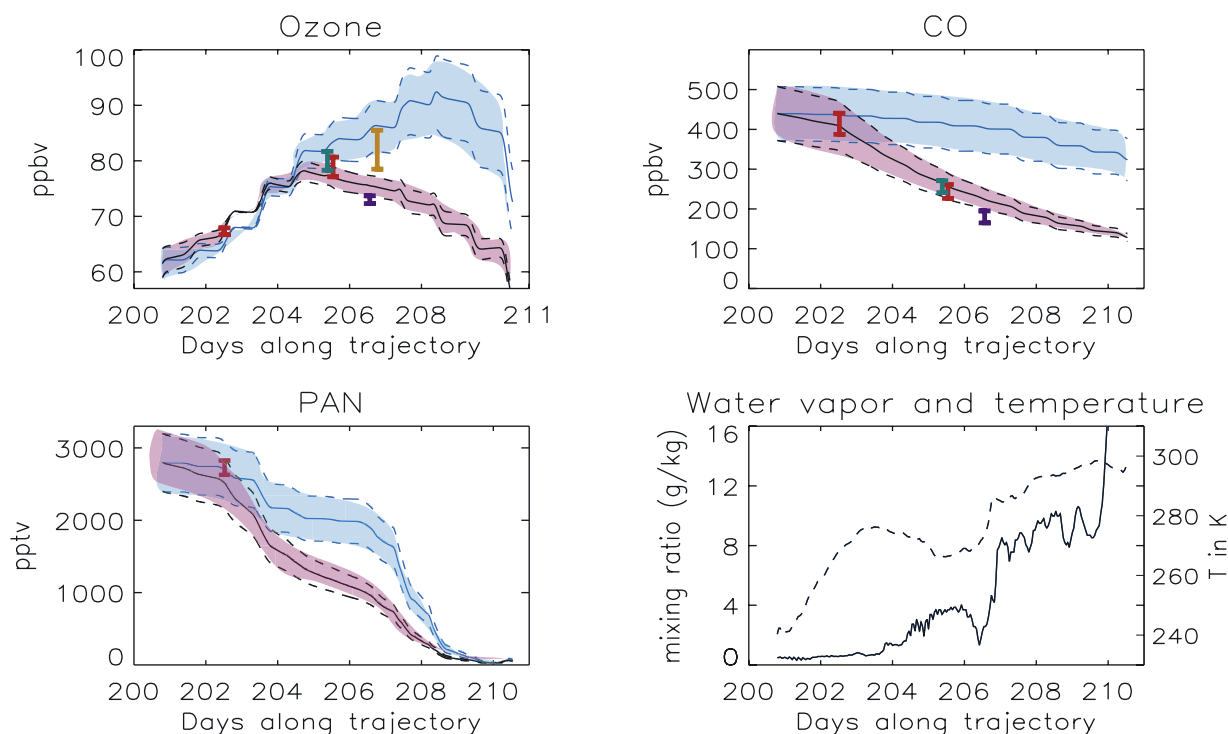 Ozone
100
90
80
70
60
ppbv
200 202 204 206 208 211
Days along trajectory
CO
500
400
300
200
100
0
ppbv
200 202 204 206 208 210
Days along trajectory
PAN
3000
2000
1000
0
pptv
200 202 204 206 208 210
Days along trajectory
Water vapor and temperature
16
12
8
4
0
mixing ratio (g/kg)
300
280
260
240
T in K
200 202 204 206 208 210
Days along trajectory